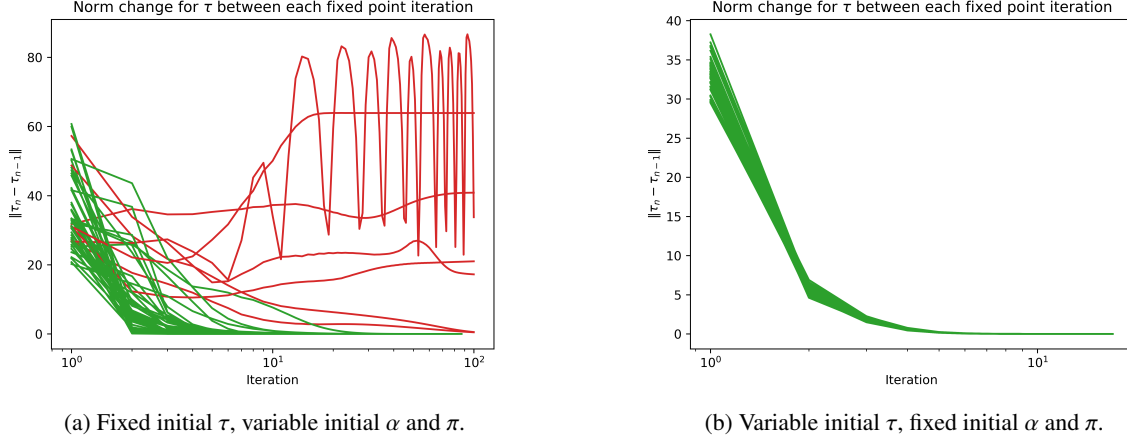 Norm change for τ between each fixed point iteration
‖τₙ − τₙ₋₁‖
80
60
40
20
0
10⁰
10¹
10²
Iteration
(a) Fixed initial τ, variable initial α and π.
Norm change for τ between each fixed point iteration
‖τₙ − τₙ₋₁‖
40
35
30
25
20
15
10
5
0
10⁰
10¹
Iteration
(b) Variable initial τ, fixed initial α and π.